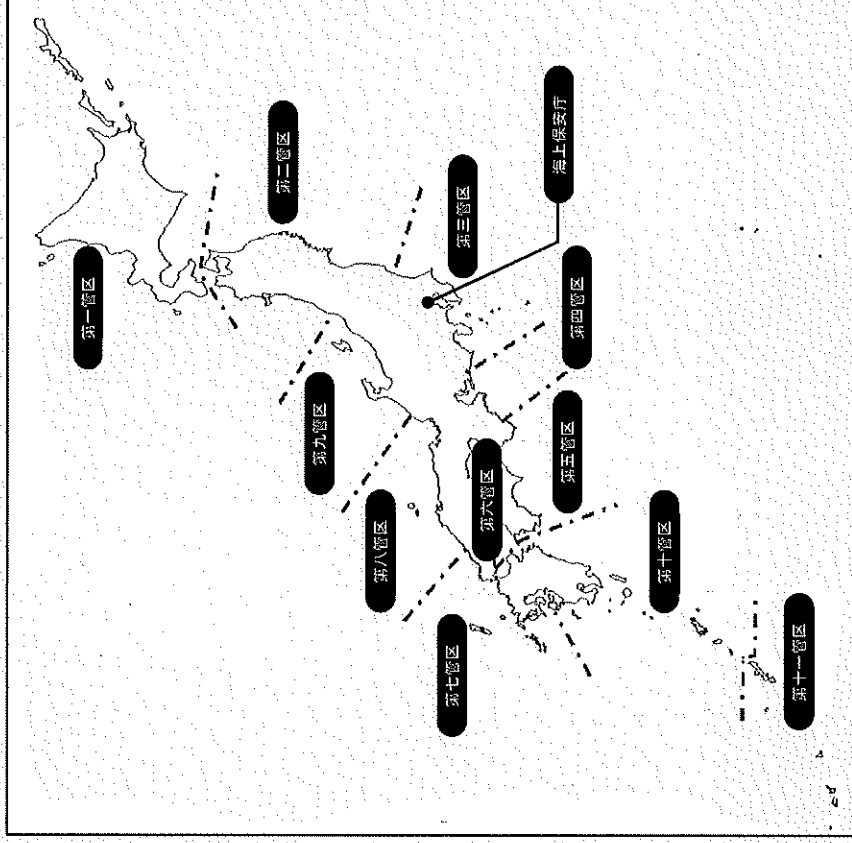 第一管区
第二管区
第三管区
海上保安庁
第四管区
第九管区
第五管区
第六管区
第八管区
第十管区
第七管区
第十一管区